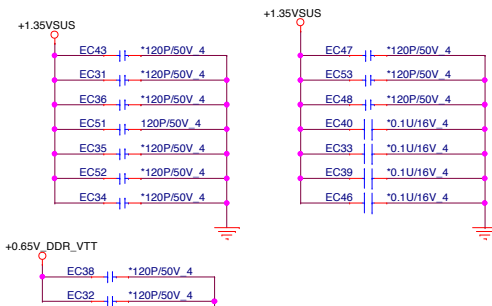 +1.35VSUS
EC43 *120P/50V_4
EC31 *120P/50V_4
EC36 *120P/50V_4
EC51 120P/50V_4
EC35 *120P/50V_4
EC52 *120P/50V_4
EC34 *120P/50V_4
+1.35VSUS
EC47 *120P/50V_4
EC53 *120P/50V_4
EC48 *120P/50V_4
EC40 *0.1U/16V_4
EC33 *0.1U/16V_4
EC39 *0.1U/16V_4
EC46 *0.1U/16V_4
+0.65V_DDR_VTT
EC38 *120P/50V_4
EC32 *120P/50V_4